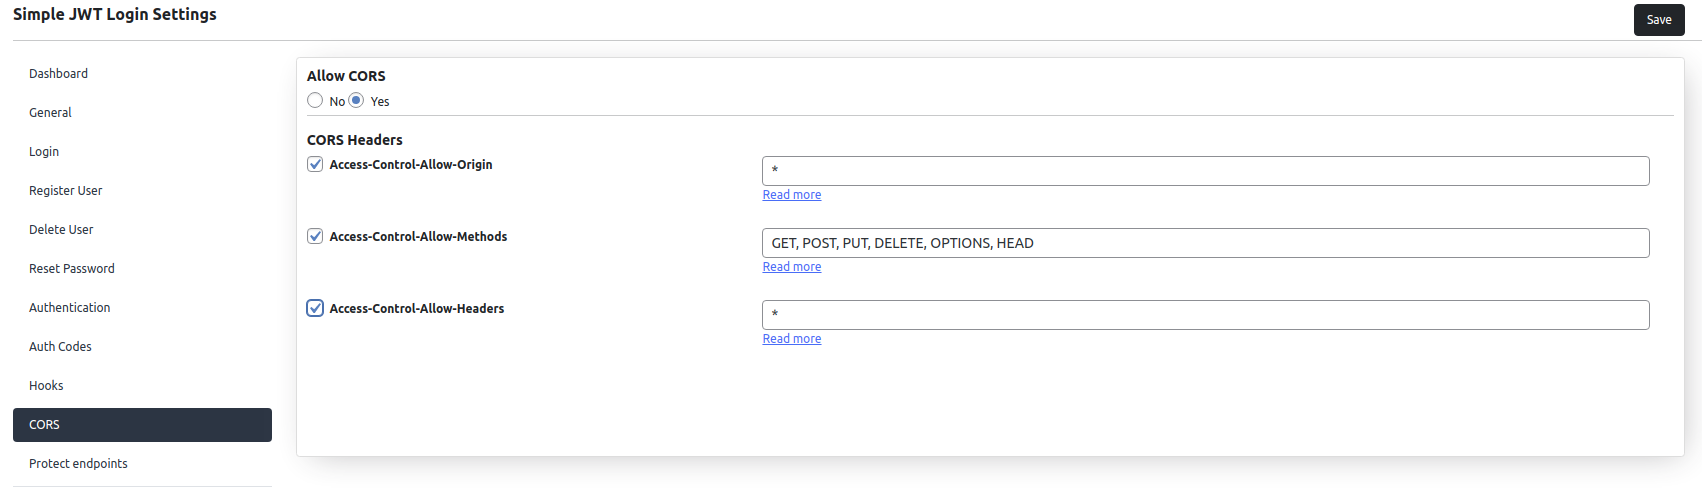 Simple JWT Login Settings
Save
Dashboard
General
Login
Register User
Delete User
Reset Password
Authentication
Auth Codes
Hooks
CORS
Protect endpoints
Allow CORS
No Yes
CORS Headers
Access-Control-Allow-Origin
*
Read more
Access-Control-Allow-Methods
GET, POST, PUT, DELETE, OPTIONS, HEAD
Read more
Access-Control-Allow-Headers
*
Read more